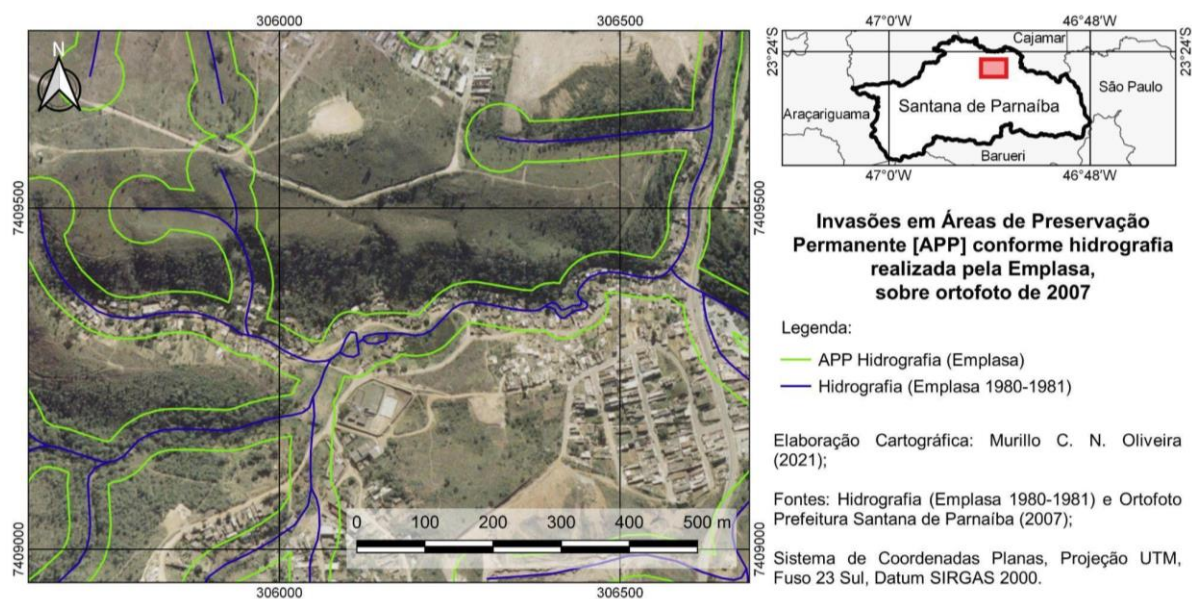 306000
306500
N
7409500
7409500
7409000
7409000
0 100 200 300 400 500 m
306000
306500
47°0'W
46°48'W
23°24'S
23°24'S
Cajamar
São Paulo
Santana de Parnaíba
Araçariguama
Barueri
47°0'W
46°48'W
Invasões em Áreas de Preservação
Permanente [APP] conforme hidrografia
realizada pela Emplasa,
sobre ortofoto de 2007
Legenda:
APP Hidrografia (Emplasa)
Hidrografia (Emplasa 1980-1981)
Elaboração Cartográfica: Murillo C. N. Oliveira
(2021);
Fontes: Hidrografia (Emplasa 1980-1981) e Ortofoto
Prefeitura Santana de Parnaíba (2007);
Sistema de Coordenadas Planas, Projeção UTM,
Fuso 23 Sul, Datum SIRGAS 2000.